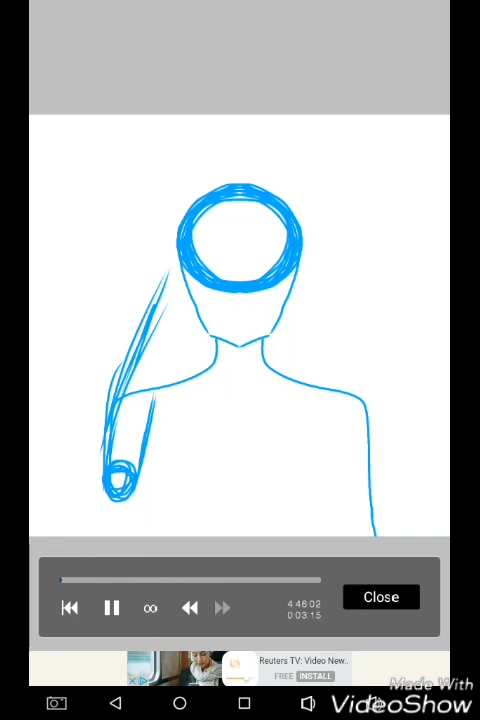 4:46:02
0:03:15
Close
Reuters TV: Video New..
FREE INSTALL
Made With
VideoShow